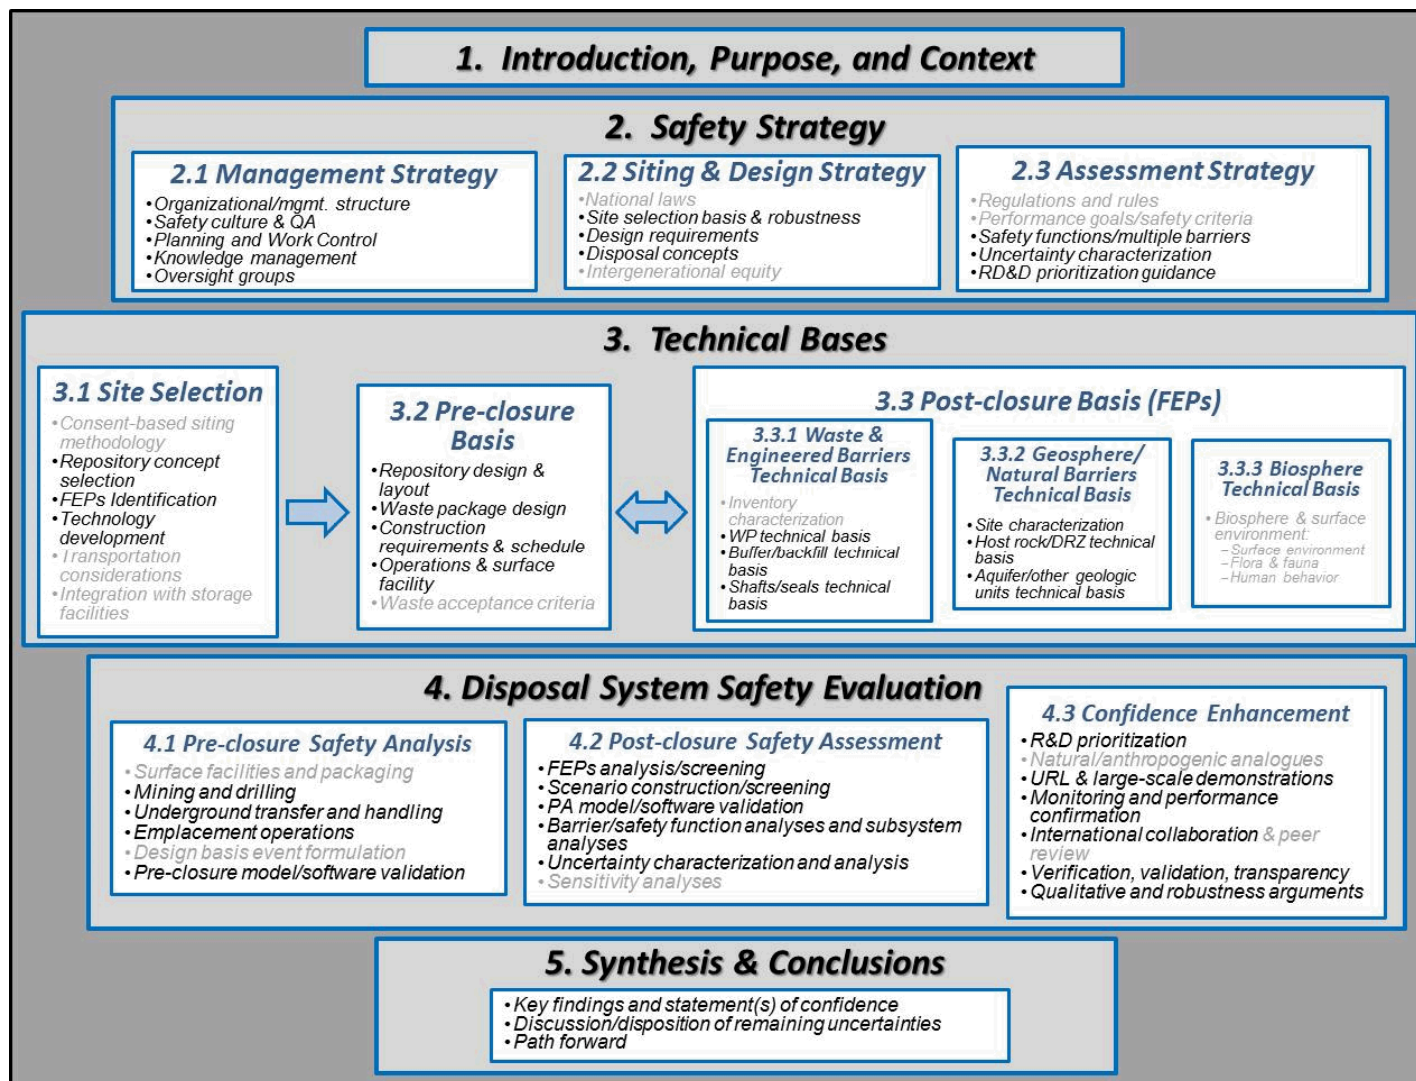 1. Introduction, Purpose, and Context
2. Safety Strategy
2.1 Management Strategy
•Organizational/mgmt. structure
•Safety culture & QA
•Planning and Work Control
•Knowledge management
•Oversight groups
2.2 Siting & Design Strategy
•National laws
•Site selection basis & robustness
•Design requirements
•Disposal concepts
•Intergenerational equity
2.3 Assessment Strategy
•Regulations and rules
•Performance goals/safety criteria
•Safety functions/multiple barriers
•Uncertainty characterization
•RD&D prioritization guidance
3. Technical Bases
3.1 Site Selection
•Consent-based siting
methodology
•Repository concept
selection
•FEPs Identification
•Technology
development
•Transportation
considerations
•Integration with storage
facilities
3.2 Pre-closure
Basis
•Repository design &
layout
•Waste package design
•Construction
requirements & schedule
•Operations & surface
facility
•Waste acceptance criteria
3.3 Post-closure Basis (FEPs)
3.3.1 Waste &
Engineered Barriers
Technical Basis
•Inventory
characterization
•WP technical basis
•Buffer/backfill technical
basis
•Shafts/seals technical
basis
3.3.2 Geosphere/
Natural Barriers
Technical Basis
•Site characterization
•Host rock/DRZ technical
basis
•Aquifer/other geologic
units technical basis
3.3.3 Biosphere
Technical Basis
•Biosphere & surface
environment:
–Surface environment
–Flora & fauna
–Human behavior
4. Disposal System Safety Evaluation
4.1 Pre-closure Safety Analysis
•Surface facilities and packaging
•Mining and drilling
•Underground transfer and handling
•Emplacement operations
•Design basis event formulation
•Pre-closure model/software validation
4.2 Post-closure Safety Assessment
•FEPs analysis/screening
•Scenario construction/screening
•PA model/software validation
•Barrier/safety function analyses and subsystem
analyses
•Uncertainty characterization and analysis
•Sensitivity analyses
4.3 Confidence Enhancement
•R&D prioritization
•Natural/anthropogenic analogues
•URL & large-scale demonstrations
•Monitoring and performance
confirmation
•International collaboration & peer
review
•Verification, validation, transparency
•Qualitative and robustness arguments
5. Synthesis & Conclusions
•Key findings and statement(s) of confidence
•Discussion/disposition of remaining uncertainties
•Path forward